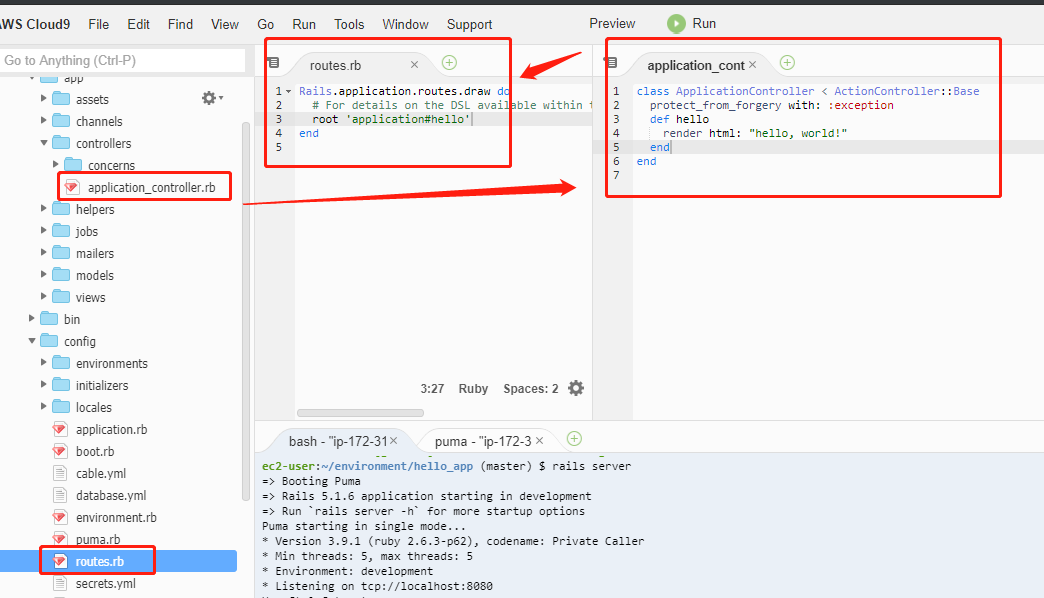 AWS Cloud9 File Edit Find View Go Run Tools Window Support Preview Run
Go to Anything (Ctrl-P)
app
assets
channels
controllers
concerns
application_controller.rb
helpers
jobs
mailers
models
views
bin
config
environments
initializers
locales
application.rb
boot.rb
cable.yml
database.yml
environment.rb
puma.rb
routes.rb
secrets.yml
routes.rb
1 Rails.application.routes.draw do
2 # For details on the DSL available within t
3 root 'application#hello'
4 end
5
3:27 Ruby Spaces: 2
application_cont
1 class ApplicationController < ActionController::Base
2 protect_from_forgery with: :exception
3 def hello
4 render html: "hello, world!"
5 end
6 end
7
bash - "ip-172-31 puma - "ip-172-3
ec2-user:~/environment/hello_app (master) $ rails server
=> Booting Puma
=> Rails 5.1.6 application starting in development
=> Run `rails server -h` for more startup options
Puma starting in single mode...
* Version 3.9.1 (ruby 2.6.3-p62), codename: Private Caller
* Min threads: 5, max threads: 5
* Environment: development
* Listening on tcp://localhost:8080